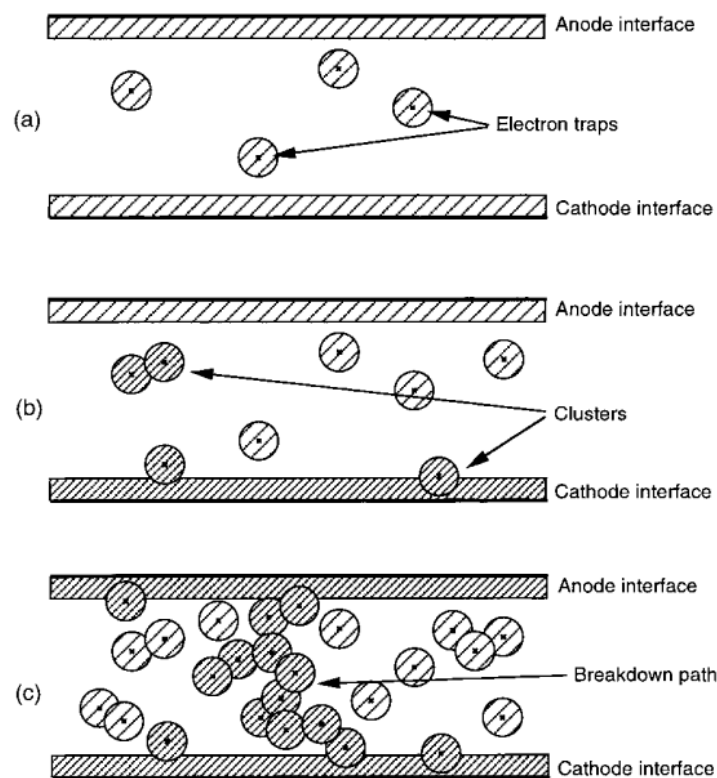 Anode interface
(a)
Electron traps
Cathode interface
Anode interface
(b)
Clusters
Cathode interface
Anode interface
(c)
Breakdown path
Cathode interface